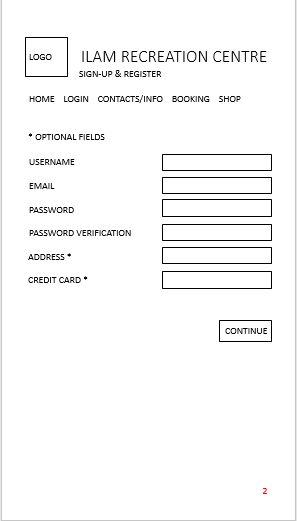 LOGO
ILAM RECREATION CENTRE
SIGN-UP & REGISTER
HOME LOGIN CONTACTS/INFO BOOKING SHOP
* OPTIONAL FIELDS
USERNAME
EMAIL
PASSWORD
PASSWORD VERIFICATION
ADDRESS *
CREDIT CARD *
CONTINUE
2